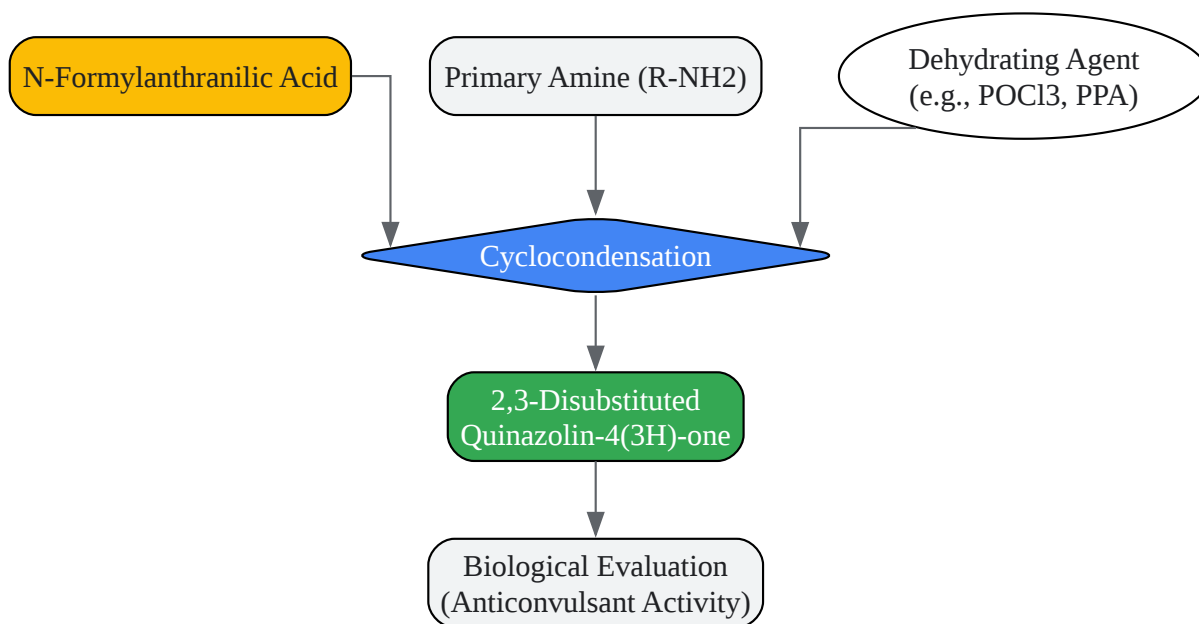 N-Formylanthranilic Acid
Primary Amine (R-NH2)
Dehydrating Agent
(e.g., POCl3, PPA)
Cyclocondensation
2,3-Disubstituted
Quinazolin-4(3H)-one
Biological Evaluation
(Anticonvulsant Activity)